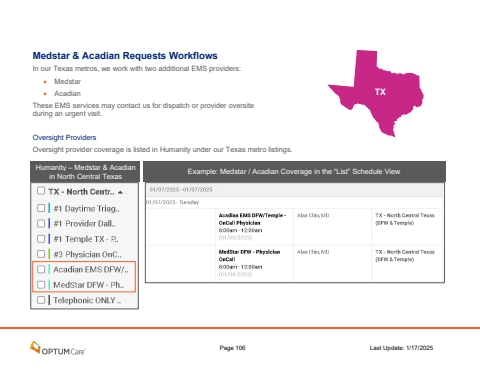 Medstar & Acadian Requests Workflows
In our Texas metros, we work with two additional EMS providers:
• Medstar
• Acadian
These EMS services may contact us for dispatch or provider oversite
during an urgent visit.
TX
Oversight Providers
Oversight provider coverage is listed in Humanity under our Texas metro listings.
Humanity – Medstar & Acadian
in North Central Texas
TX - North Centr..
#1 Daytime Triag..
#1 Provider Dall..
#1 Temple TX - P..
#3 Physician OnC..
Acadian EMS DFW/..
MedStar DFW - Ph..
Telephonic ONLY ..
Example: Medstar / Acadian Coverage in the "List" Schedule View
01/07/2025 - 01/07/2025
01/07/2025 - Tuesday
Acadian EMS DFW/Temple -
OnCall Physician
8:00am - 12:00am
(01/08/2025)
Alan Chiu, MD
TX - North Central Texas
(DFW & Temple)
MedStar DFW - Physician
OnCall
8:00am - 12:00am
(01/08/2025)
Alan Chiu, MD
TX - North Central Texas
(DFW & Temple)
OPTUMCare
Page 106
Last Update: 1/17/2025